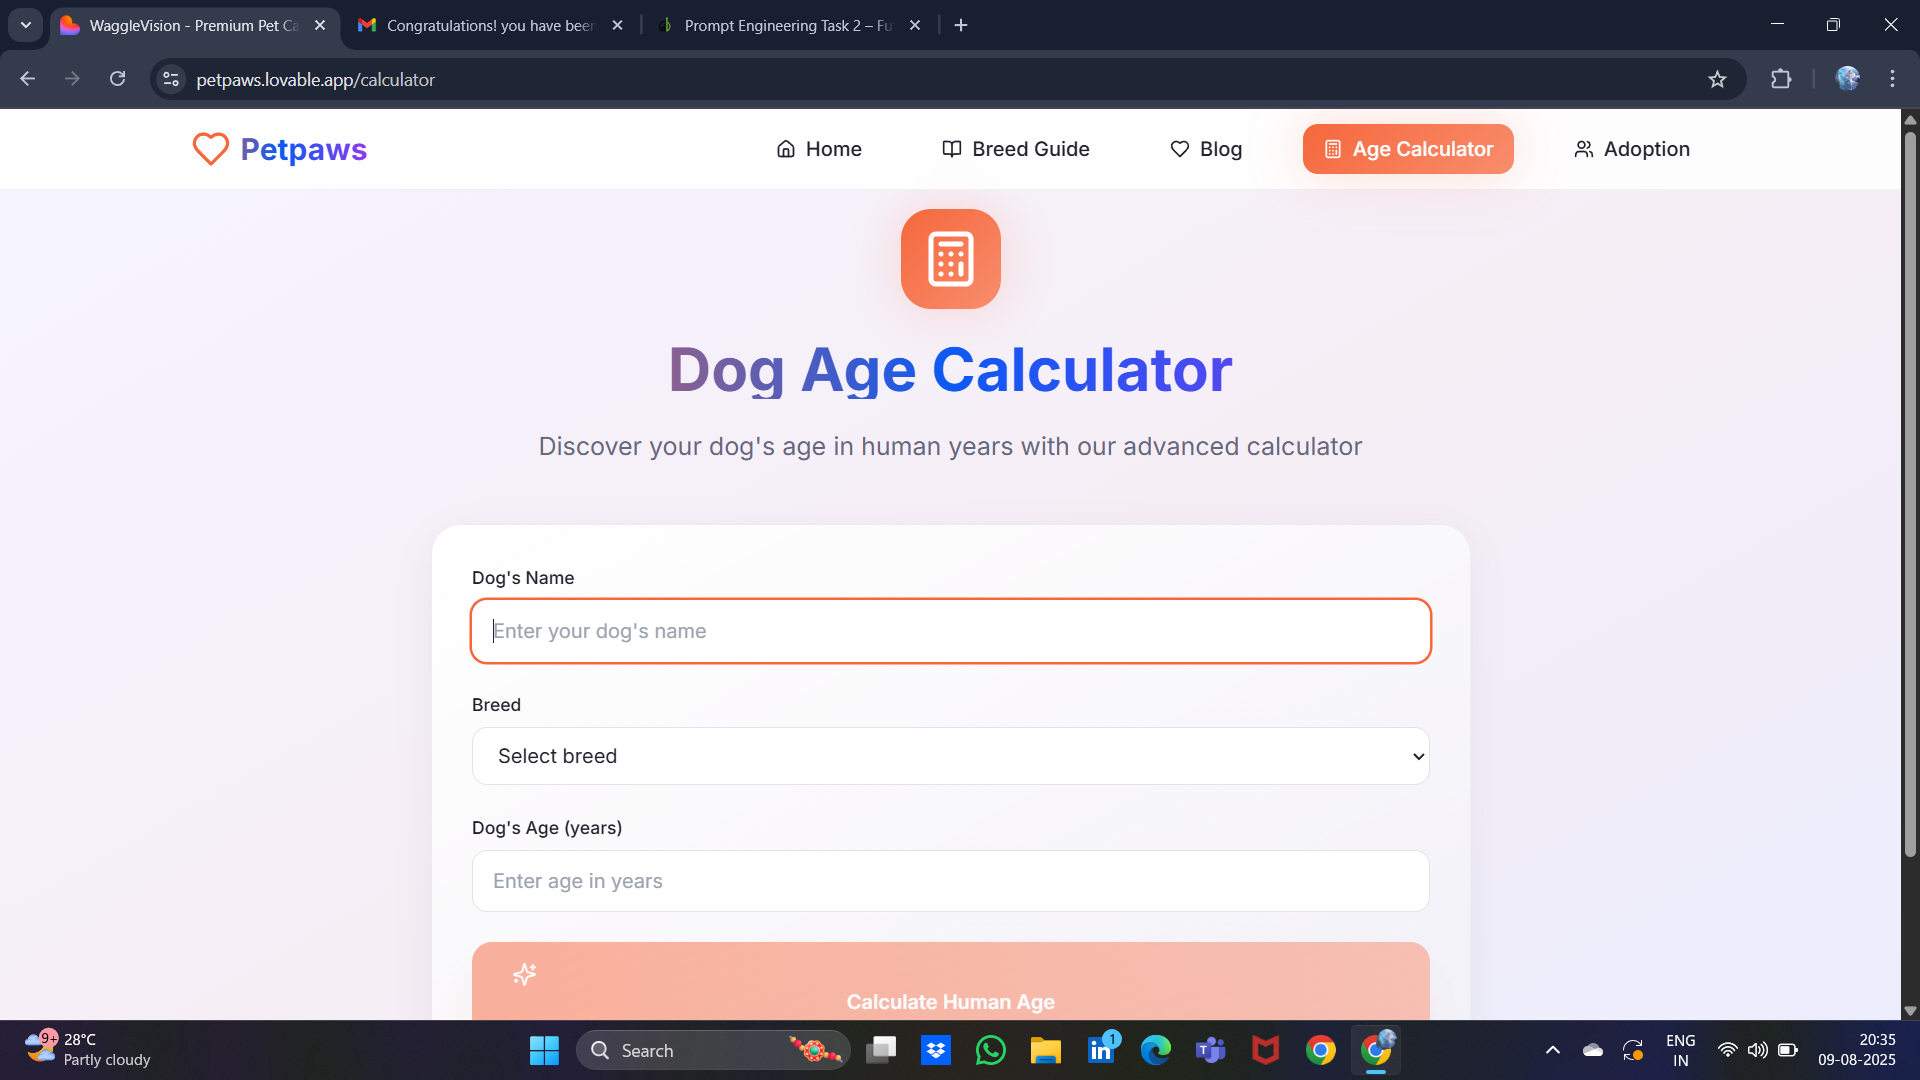 WaggleVision - Premium Pet Ca
Congratulations! you have been
Prompt Engineering Task 2 – Fu
petpaws.lovable.app/calculator
Petpaws
Home
Breed Guide
Blog
Age Calculator
Adoption
Dog Age Calculator
Discover your dog's age in human years with our advanced calculator
Dog's Name
Enter your dog's name
Breed
Select breed
Dog's Age (years)
Enter age in years
Calculate Human Age
9+
28°C
Partly cloudy
Search
1
ENG
IN
20:35
09-08-2025